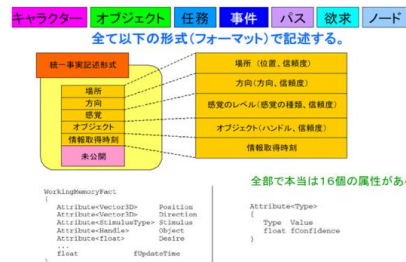 キャラクター オブジェクト 任務 事件 パス 欲求 ノード
全て以下の形式(フォーマット)で記述する。
統一事実記述形式
場所
方向
感覚
オブジェクト
情報取得時刻
未公開
場所（位置、信頼度）
方向(方向、信頼度)
感覚のレベル(感覚の種類、信頼度)
オブジェクト(ハンドル、信頼度)
情報取得時刻
全部で本当は16個の属性があ
WorkingMemoryFact
{
Attribute<Vector3D> Position
Attribute<Vector3D> Direction
Attribute<StimulusType> Stimulus
Attribute<Handle> Object
Attribute<float> Desire
...
float fUpdateTime
}
Attribute<Type>
{
Type Value
float fConfidence
}